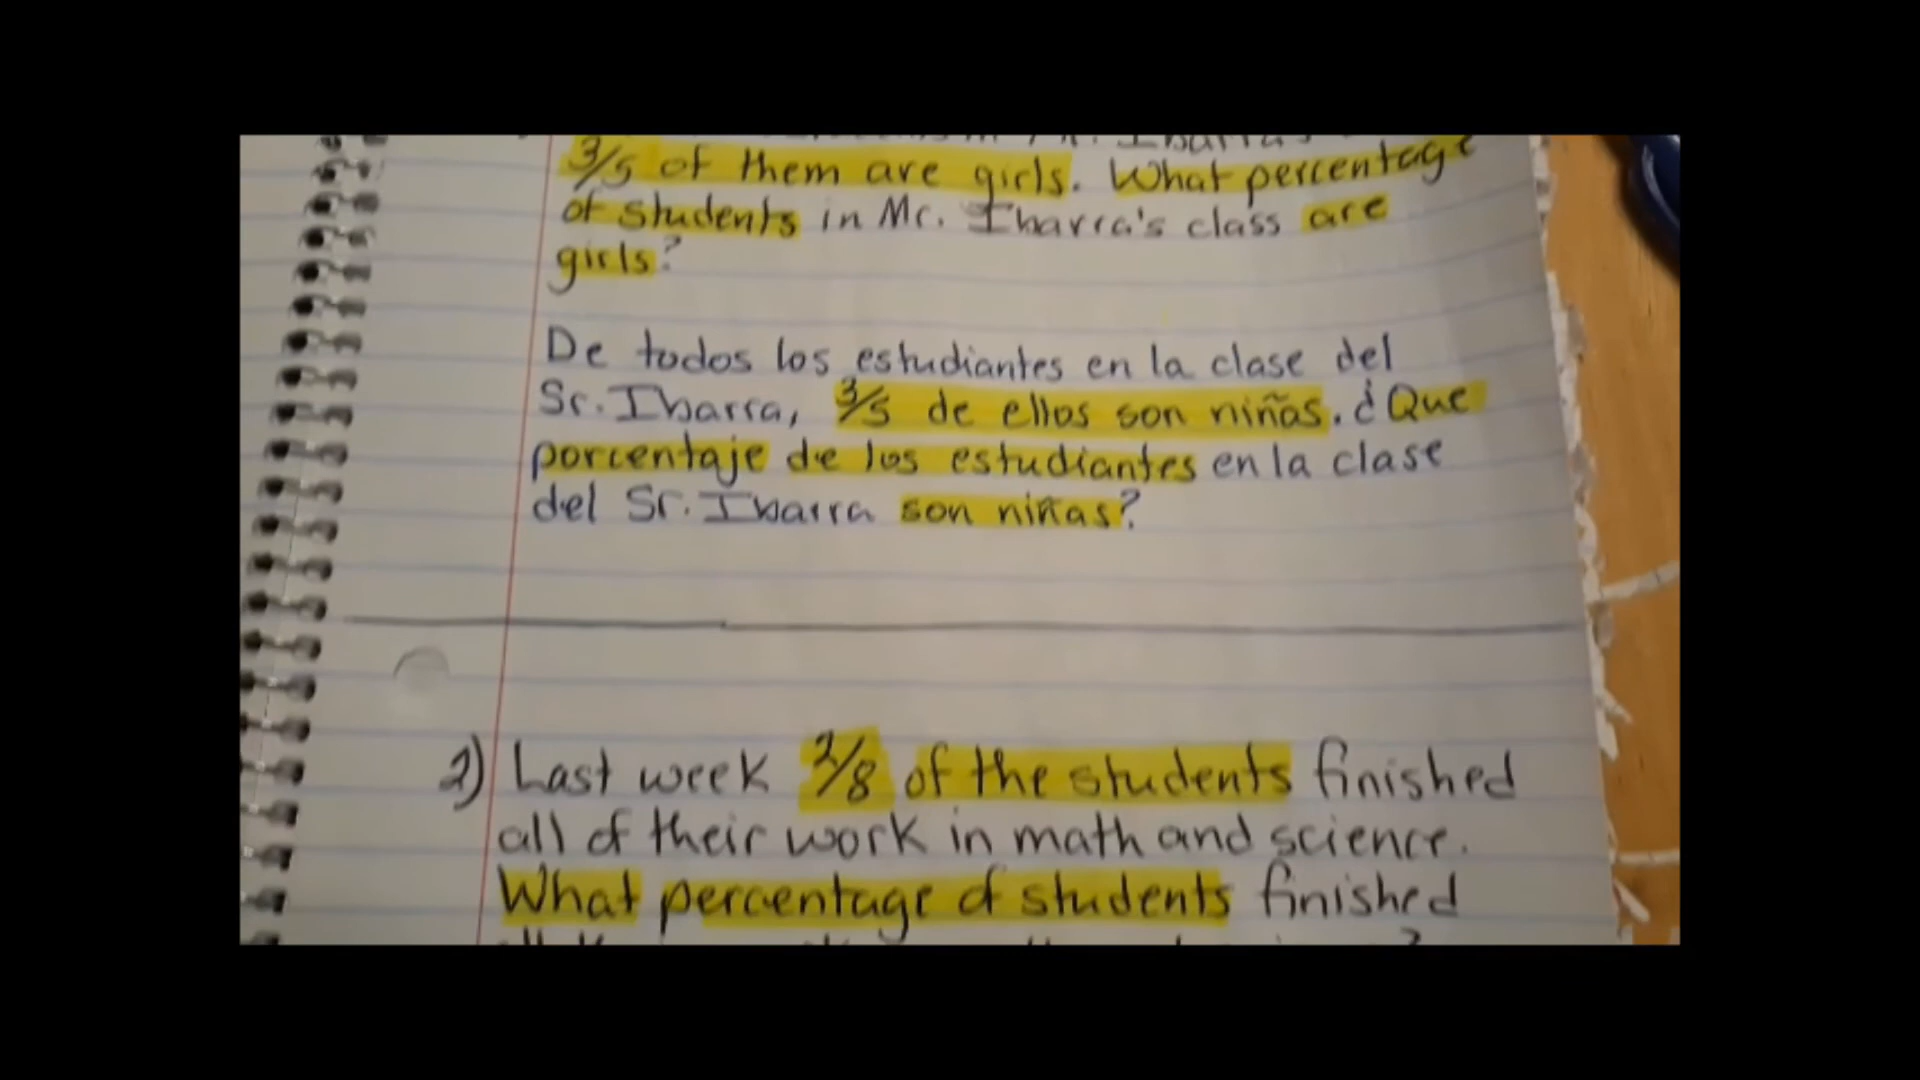 3/5 of them are girls. What percentage
of students in Mr. Ibarra's class are
girls?
De todos los estudiantes en la clase del
Sr. Ibarra, 3/5 de ellos son niñas. ¿Que
porcentaje de los estudiantes en la clase
del Sr. Ibarra son niñas?
2) Last week 2/8 of the students finished
all of their work in math and science.
What percentage of students finished